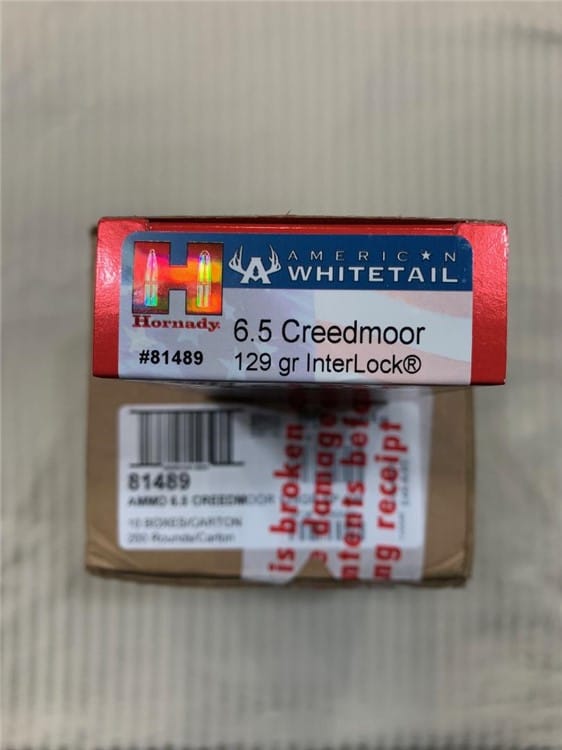 AMERICAN
WHITETAIL
Hornady
6.5 Creedmoor
#81489
129 gr InterLock®
81489
AMMO 6.5 CREEDMOOR
10 BOXES/CARTON
200 Rounds/Carton
is broken
damage
ntents bef
ng receipt